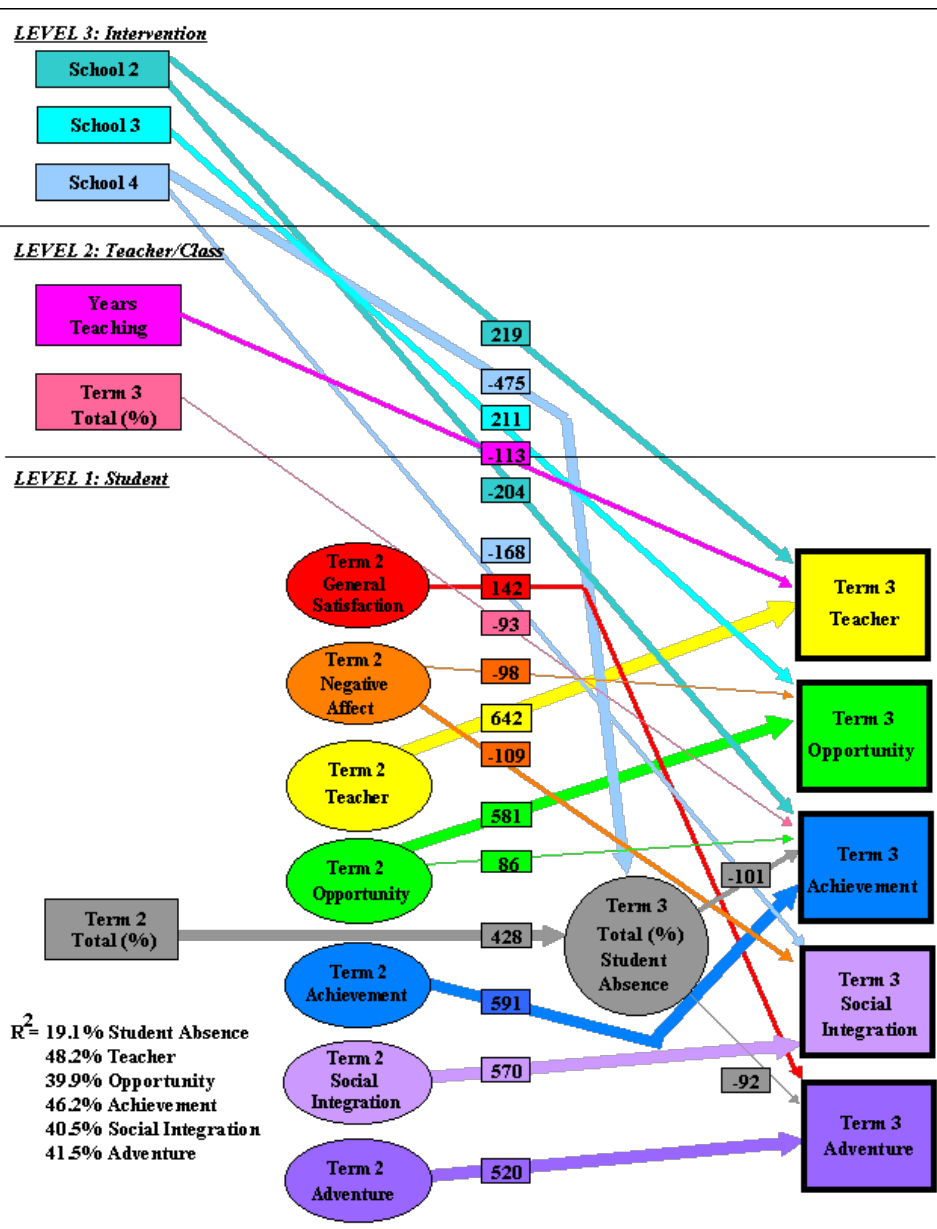 LEVEL 3: Intervention
School 2
School 3
School 4
LEVEL 2: Teacher/Class
Years
Teaching
Term 3
Total (%)
219
-475
211
-113
-204
-168
142
-93
-98
642
-109
581
86
428
591
570
520
-101
-92
LEVEL 1: Student
Term 2
General
Satisfaction
Term 2
Negative
Affect
Term 2
Teacher
Term 2
Opportunity
Term 2
Total (%)
Term 2
Achievement
Term 2
Social
Integration
Term 2
Adventure
Term 3
Total (%)
Student
Absence
Term 3
Teacher
Term 3
Opportunity
Term 3
Achievement
Term 3
Social
Integration
Term 3
Adventure
R²= 19.1% Student Absence
48.2% Teacher
39.9% Opportunity
46.2% Achievement
40.5% Social Integration
41.5% Adventure